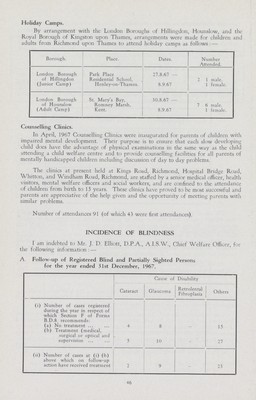 Holiday Camps.
By arrangement with the London Boroughs of Hillingdon, Hounslow, and the
Royal Borough of Kingston upon Thames, arrangements were made for children and
adults from Richmond upon Thames to attend holiday camps as follows :—
Borough. Place. Dates. Number Attended.
London Borough of Hillingdon (Junior Camp) Park Place Residential School, Henley-on-Thames 27.8.67 — 6.9.67 2 1 male. 1 female.
London Borough of Hounslow (Adult Camp) St. Mary's Bay, Romney Marsh, Kent. 8.9.67 7 6 male. 1 female.
Counselling Clinics.
In April, 1967 Counselling Clinics were inaugurated for parents of children with
impaired mental development. Their purpose is to ensure that each slow developing
child does have the advantage of physical examinations in the same way as the child
attending a child welfare centre and to provide counselling facilities for all parents of
mentally handicapped children including discussion of day to day problems.
The clinics at present held at Kings Road, Richmond, Hospital Bridge Road,
Whitton, and Windham Road, Richmond, are staffed by a senior medical officer, health
visitors, mental welfare officers and social workers, and are confined to the attendance
of children from birth to 13 years. These clinics have proved to be most successful and
parents are appreciative of the help given and the opportunity of meeting parents with
similar problems.
Number of attendances 91 (of which 41 were first attendances)
INCIDENCE OF BLINDNESS
I am indebted to Mr. J. D. Elliott, D.P.A., A.I.S.W., Chief Welfare Officer, for
the following information :—
A. Follow-up of Registered Blind and Partially Sighted Persons
for the year ended 31st December, 1967.
Cause of Disability
Cataract Glaucoma Retrolental Fibroplasia Others
(i) Number of cases registered
during the year in respect of
which Section F of Forms
B.D.8. recommends:
(a) No treatment ... 4 8 — 13
(b) Treatment (medical,
surgical or optical and
supervision ... 3 10 — 27
(ii) Number of cases at (i) (b)
above which on follow-up
action have received treatment 2 9 —